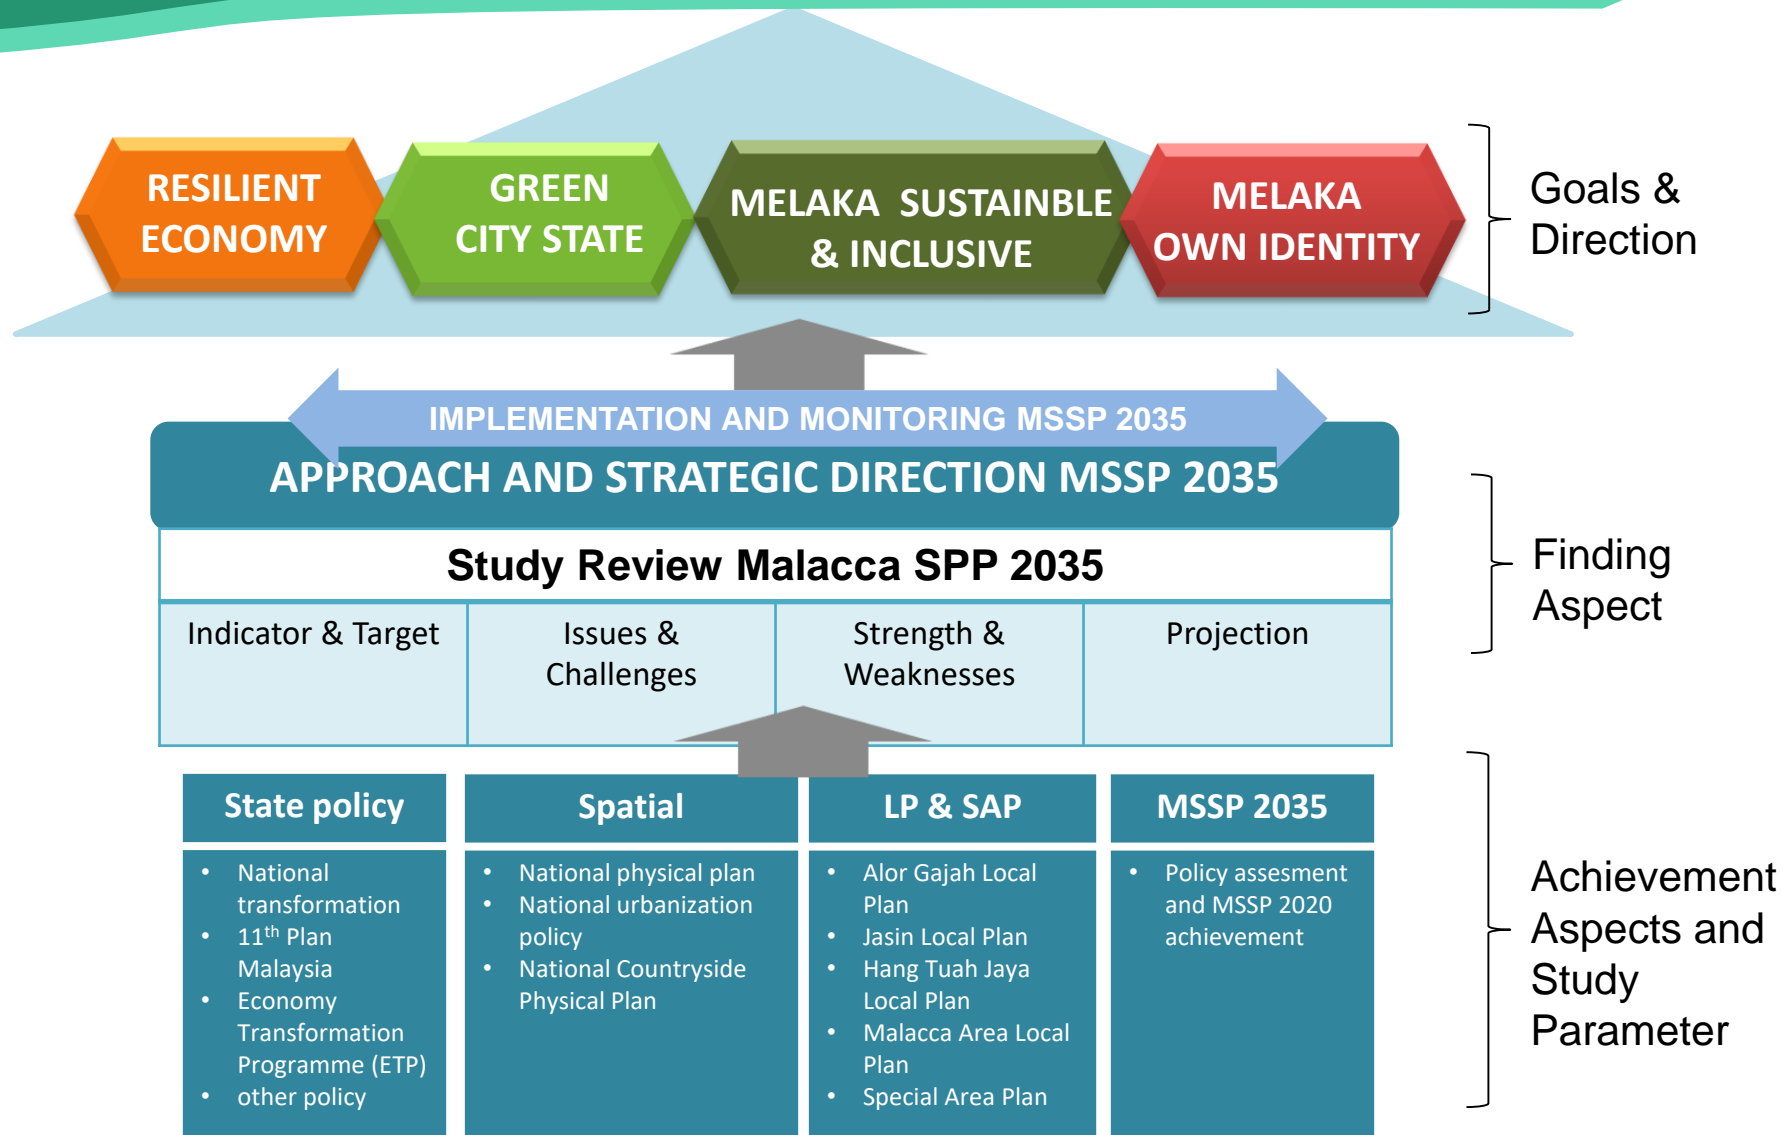 RESILIENT
ECONOMY
GREEN
CITY STATE
MELAKA SUSTAINBLE
& INCLUSIVE
MELAKA
OWN IDENTITY
Goals &
Direction
IMPLEMENTATION AND MONITORING MSSP 2035
APPROACH AND STRATEGIC DIRECTION MSSP 2035
Study Review Malacca SPP 2035
Indicator & Target
Issues &
Challenges
Strength &
Weaknesses
Projection
Finding
Aspect
State policy
• National
transformation
• 11th Plan
Malaysia
• Economy
Transformation
Programme (ETP)
• other policy
Spatial
• National physical plan
• National urbanization
policy
• National Countryside
Physical Plan
LP & SAP
• Alor Gajah Local
Plan
• Jasin Local Plan
• Hang Tuah Jaya
Local Plan
• Malacca Area Local
Plan
• Special Area Plan
MSSP 2035
• Policy assesment
and MSSP 2020
achievement
Achievement
Aspects and
Study
Parameter